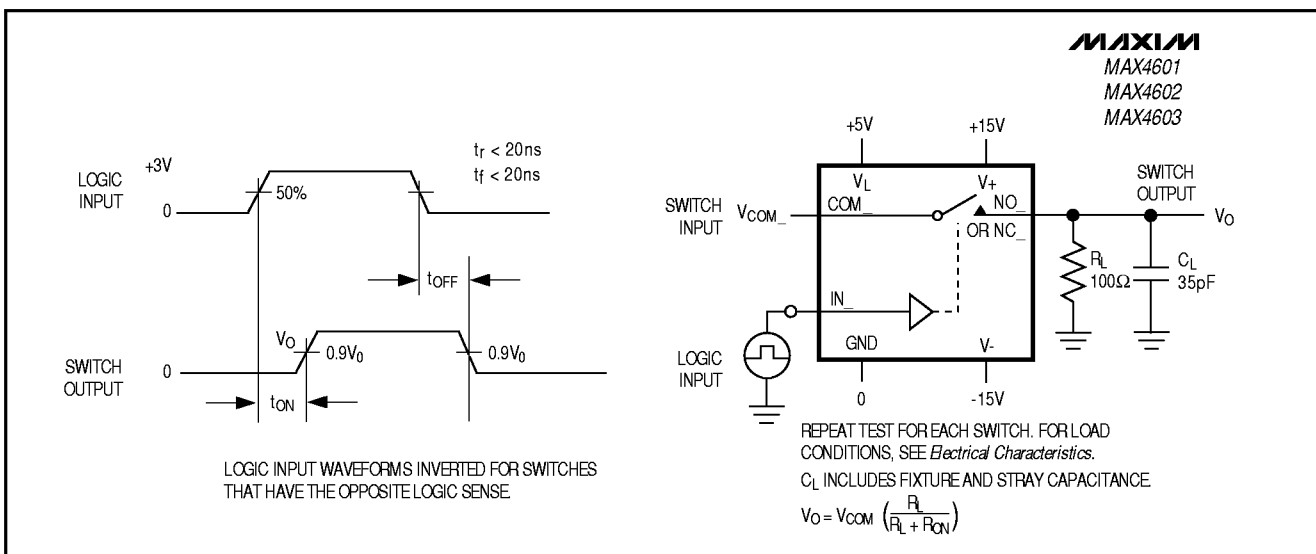 MAXIM
MAX4601
MAX4602
MAX4603
LOGIC
INPUT
+3V
0
50%
tr < 20ns
tf < 20ns
tOFF
SWITCH
OUTPUT
0
VO
0.9V0
0.9V0
tON
LOGIC INPUT WAVEFORMS INVERTED FOR SWITCHES
THAT HAVE THE OPPOSITE LOGIC SENSE.
+5V
+15V
VL
V+
SWITCH
INPUT
VCOM_
COM_
NO_
OR NC_
SWITCH
OUTPUT
VO
RL
100Ω
CL
35pF
IN_
LOGIC
INPUT
GND
V-
0
-15V
REPEAT TEST FOR EACH SWITCH. FOR LOAD
CONDITIONS, SEE Electrical Characteristics.
CL INCLUDES FIXTURE AND STRAY CAPACITANCE.
VO = VCOM (RL / RL + RON)